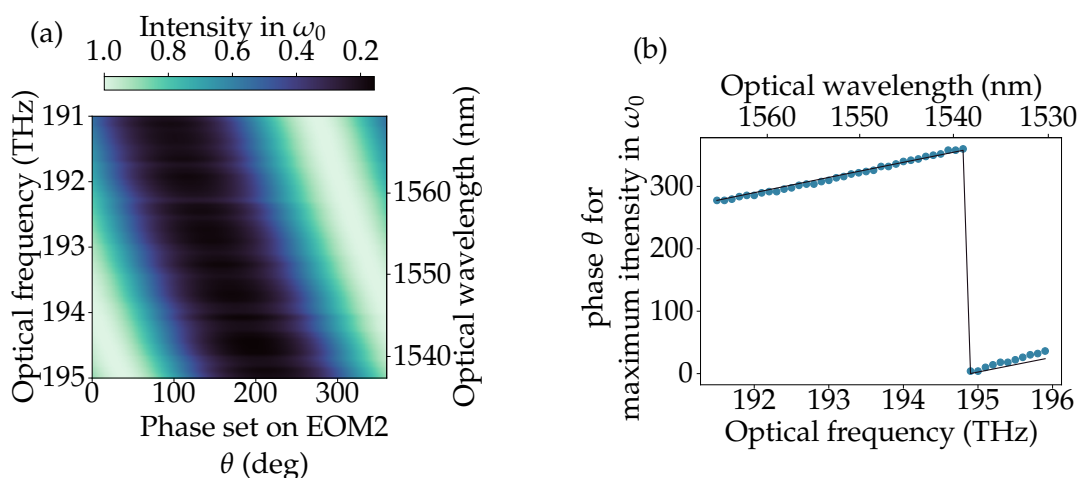 (a)
Intensity in ω0
1.0 0.8 0.6 0.4 0.2
Optical frequency (THz)
191
192
193
194
195
0 100 200 300
Phase set on EOM2
θ (deg)
1560
1550
1540
Optical wavelength (nm)
(b)
Optical wavelength (nm)
1560 1550 1540 1530
phase θ for
maximum itnensity in ω0
300
200
100
0
192 193 194 195 196
Optical frequency (THz)